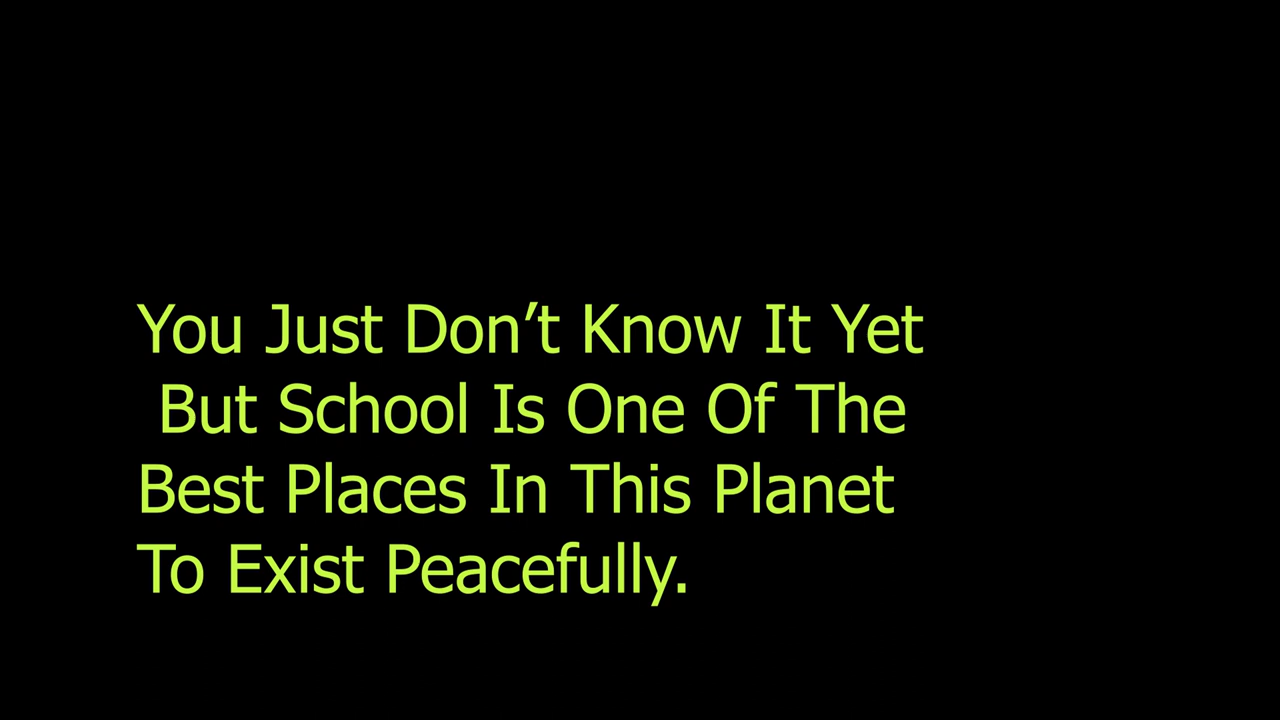 You Just Don’t Know It Yet
But School Is One Of The
Best Places In This Planet
To Exist Peacefully.